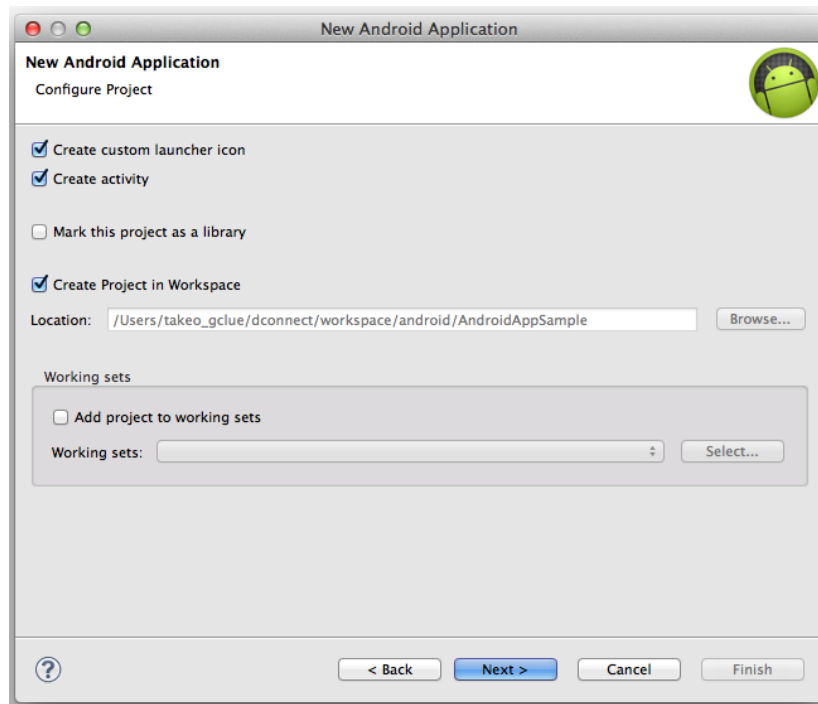 New Android Application
New Android Application
Configure Project
Create custom launcher icon
Create activity
Mark this project as a library
Create Project in Workspace
Location: /Users/takeo_gclue/dconnect/workspace/android/AndroidAppSample Browse...
Working sets
Add project to working sets
Working sets: Select...
? < Back Next > Cancel Finish